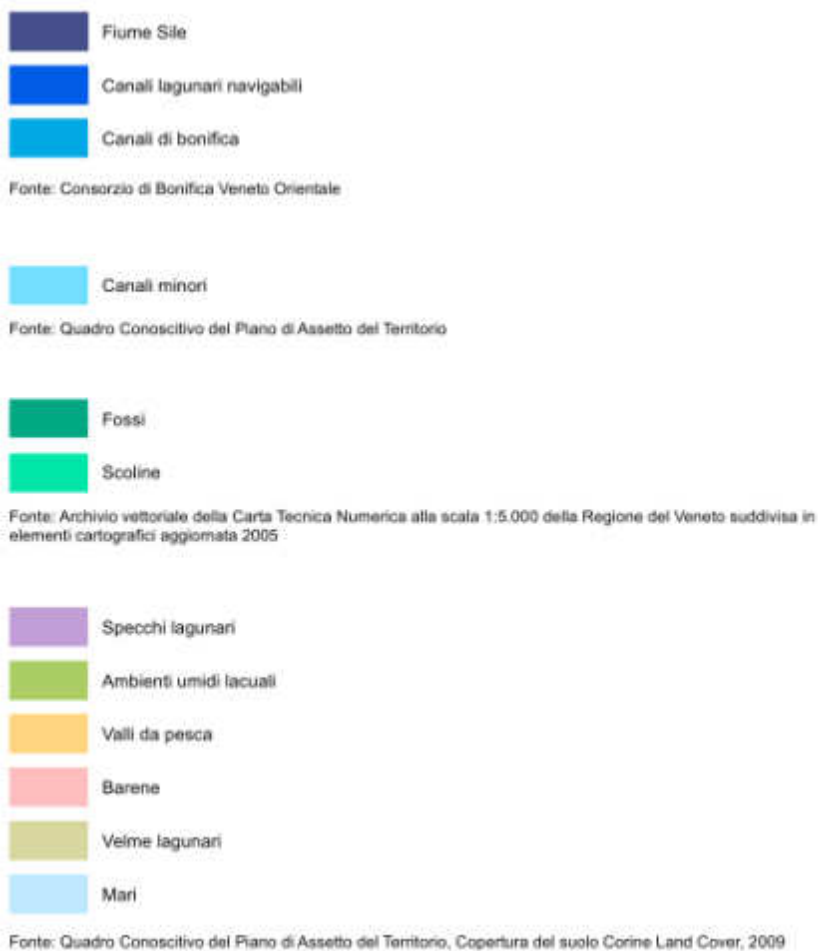 Fiume Sile
Canali lagunari navigabili
Canali di bonifica
Fonte: Consorzio di Bonifica Veneto Orientale
Canali minori
Fonte: Quadro Conoscitivo del Piano di Assetto del Territorio
Fossi
Scoline
Fonte: Archivio vettoriale della Carta Tecnica Numerica alla scala 1:5.000 della Regione del Veneto suddivisa in
elementi cartografici aggiornata 2005
Specchi lagunari
Ambienti umidi lacuali
Valli da pesca
Barene
Velme lagunari
Mari
Fonte: Quadro Conoscitivo del Piano di Assetto del Territorio, Copertura del suolo Corine Land Cover, 2009